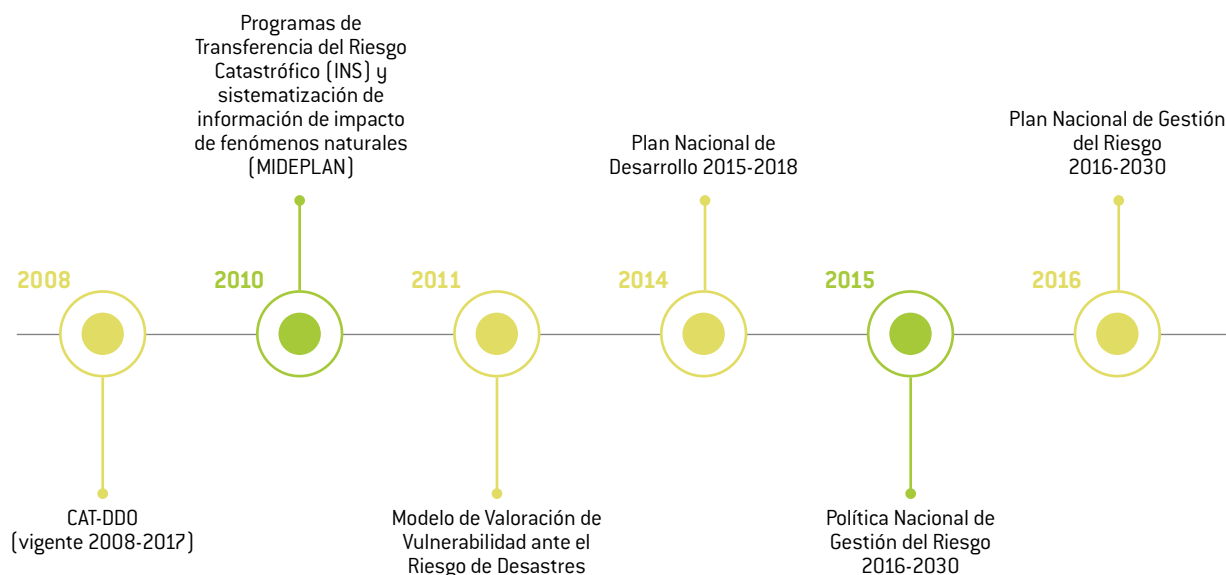 Programas de
Transferencia del Riesgo
Catastrófico (INS) y
sistematización de
información de impacto
de fenómenos naturales
(MIDEPLAN)
Plan Nacional de
Desarrollo 2015-2018
Plan Nacional de Gestión
del Riesgo
2016-2030
2008
2010
2011
2014
2015
2016
CAT-DDO
(vigente 2008-2017)
Modelo de Valoración de
Vulnerabilidad ante el
Riesgo de Desastres
Política Nacional de
Gestión del Riesgo
2016-2030